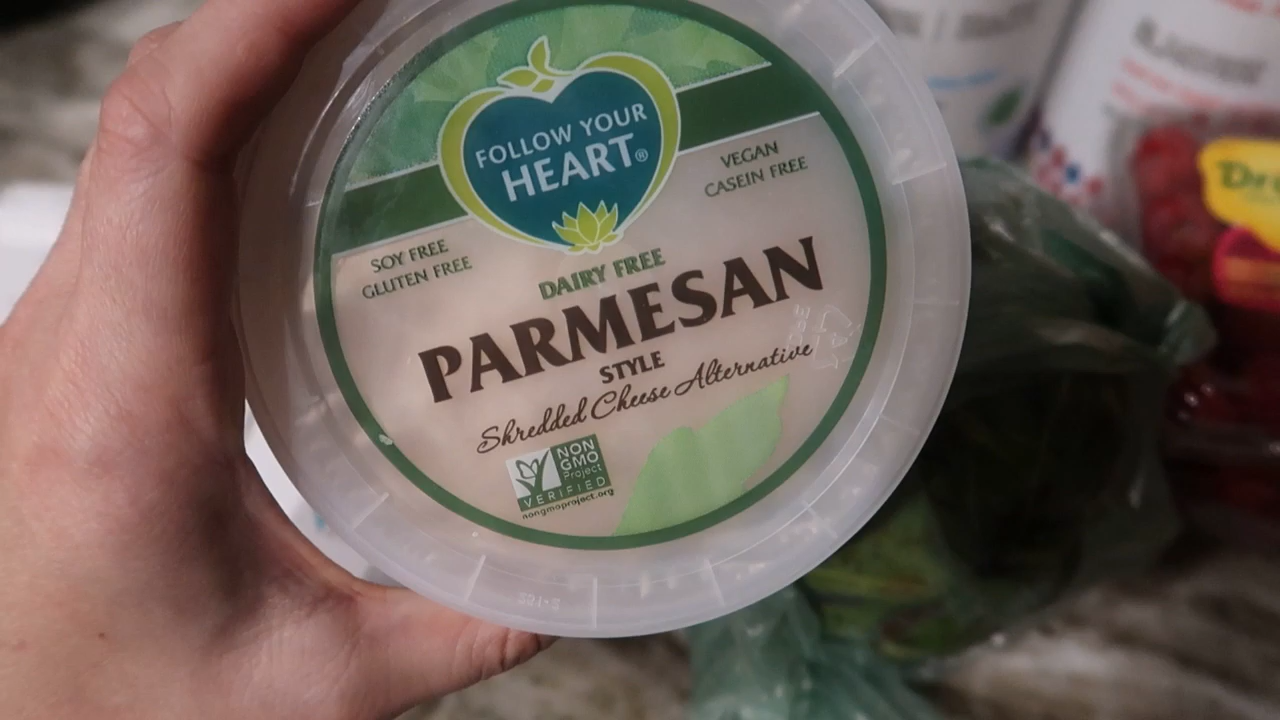 FOLLOW YOUR
HEART®
VEGAN
CASEIN FREE
SOY FREE
GLUTEN FREE
DAIRY FREE
PARMESAN
STYLE
Shredded Cheese Alternative
NON
GMO
Project
VERIFIED
nongmoproject.org